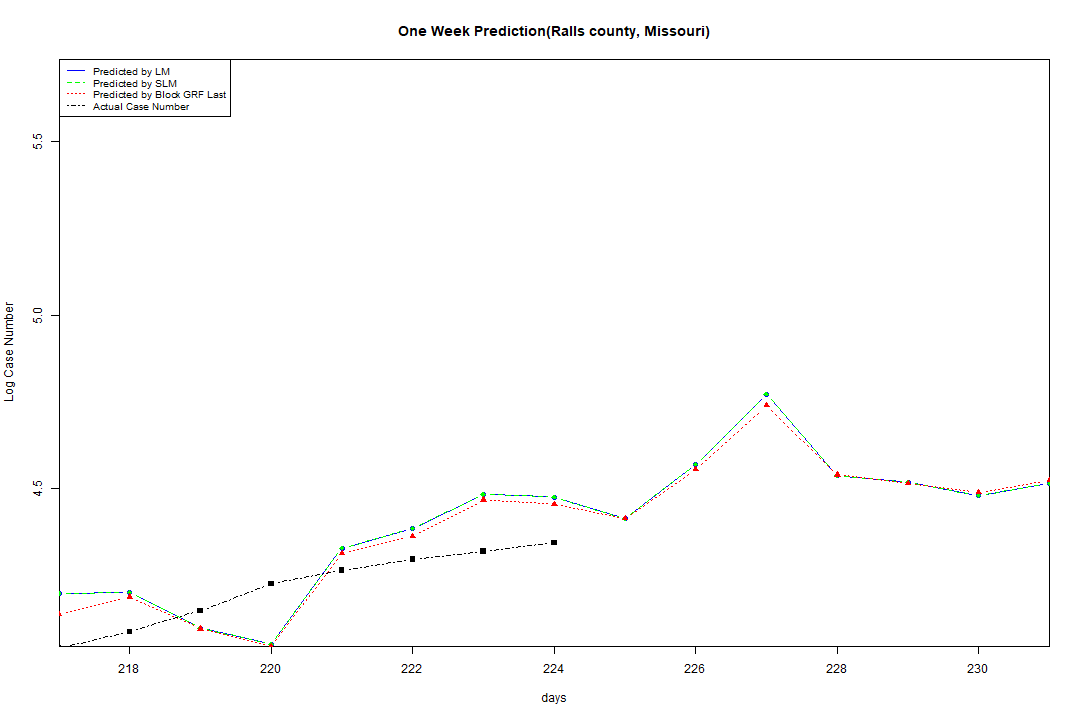 One Week Prediction(Ralls county, Missouri)
Predicted by LM
Predicted by SLM
Predicted by Block GRF Last
Actual Case Number
5.5
5.0
4.5
Log Case Number
218 220 222 224 226 228 230
days